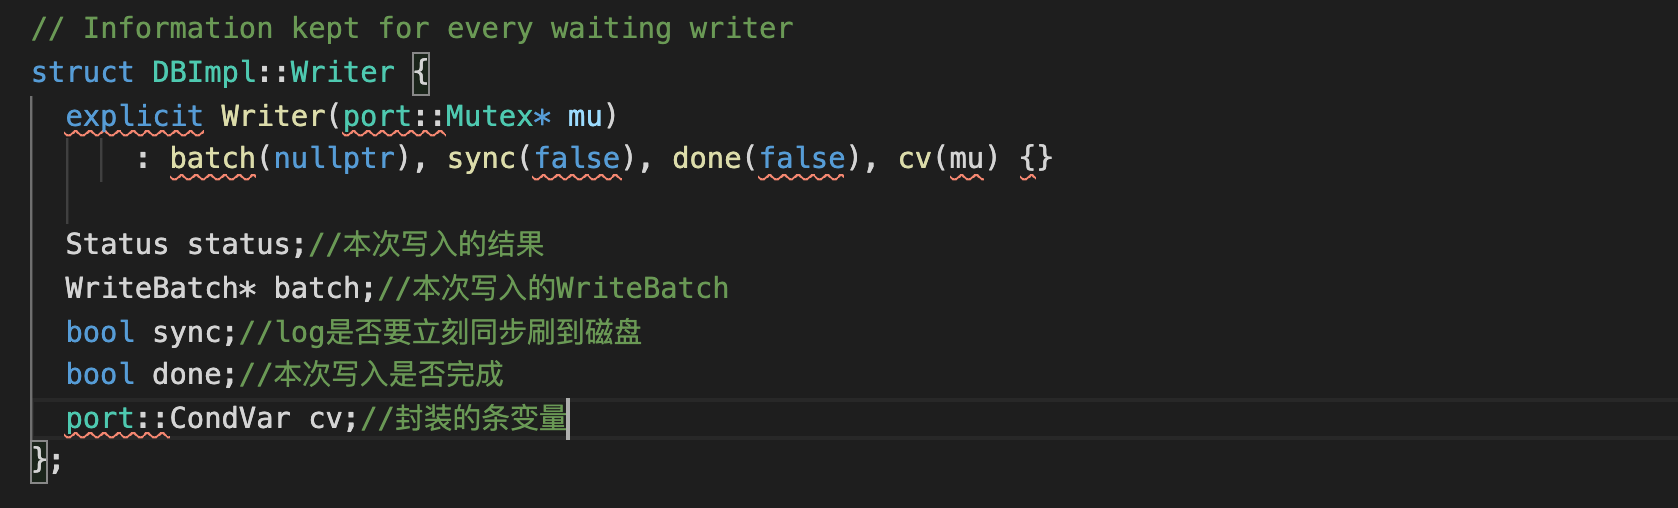 // Information kept for every waiting writer
struct DBImpl::Writer {
explicit Writer(port::Mutex* mu)
: batch(nullptr), sync(false), done(false), cv(mu) {}
Status status;//本次写入的结果
WriteBatch* batch;//本次写入的WriteBatch
bool sync;//log是否要立刻同步刷到磁盘
bool done;//本次写入是否完成
port::CondVar cv;//封装的条变量
};